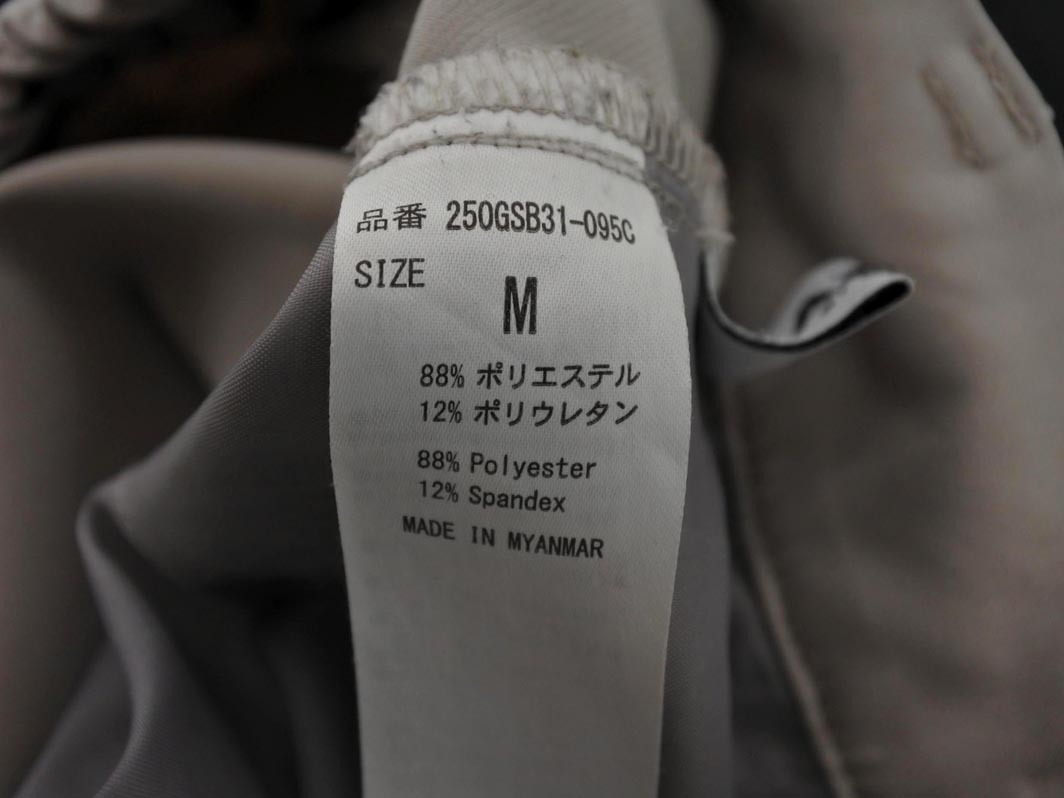 品番 250GSB31-095C
SIZE
M
88% ポリエステル
12% ポリウレタン
88% Polyester
12% Spandex
MADE IN MYANMAR